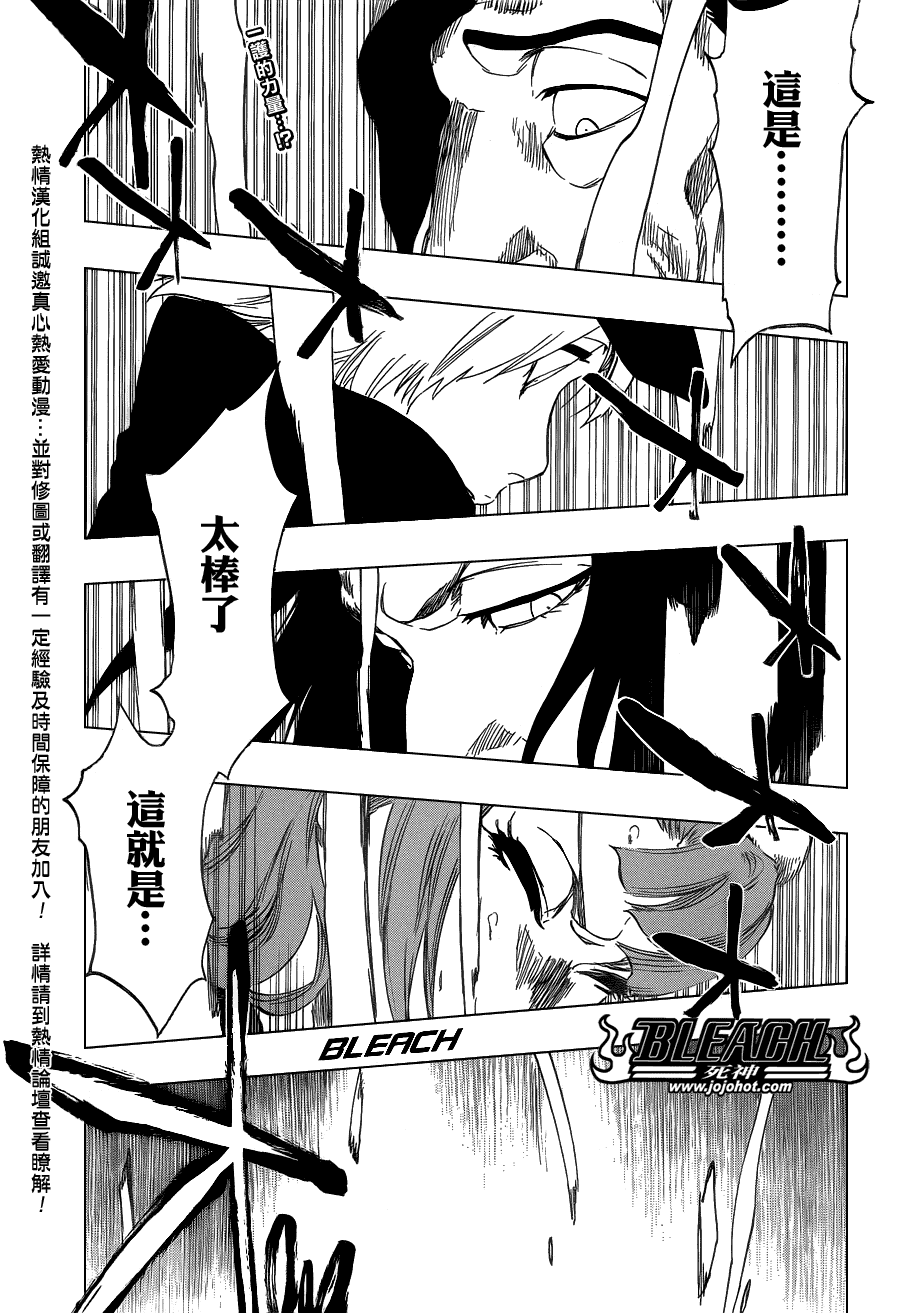 這是………
一護的力量…!?
太棒了
這就是…
BLEACH
BLEACH
死神
www.jojohot.com
熱情漢化組誠邀真心熱愛動漫…並對修圖或翻譯有一定經驗及時間保障的朋友加入！ 詳情請到熱情論壇查看瞭解！